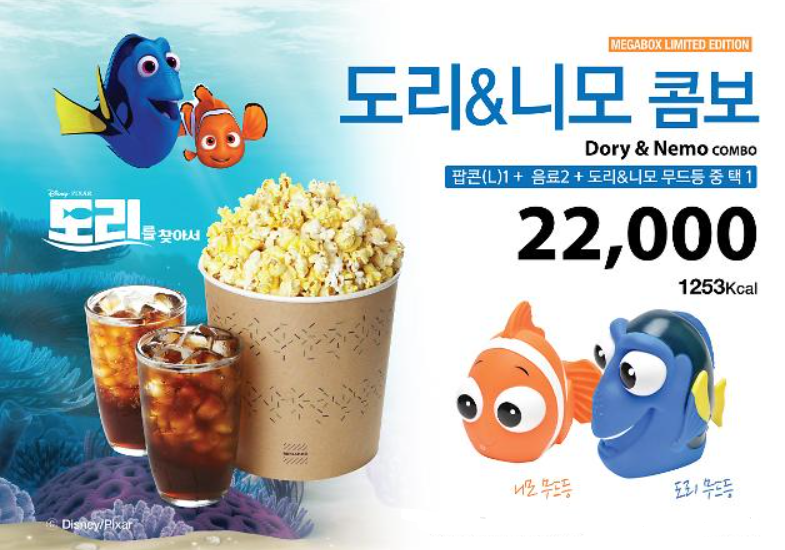 MEGABOX LIMITED EDITION
도리&니모 콤보
Dory & Nemo COMBO
팝콘(L)1 + 음료2 + 도리&니모 무드등 중 택 1
22,000
1253Kcal
Disney · PIXAR
도리를 찾아서
니모 무드등
도리 무드등
© Disney/Pixar